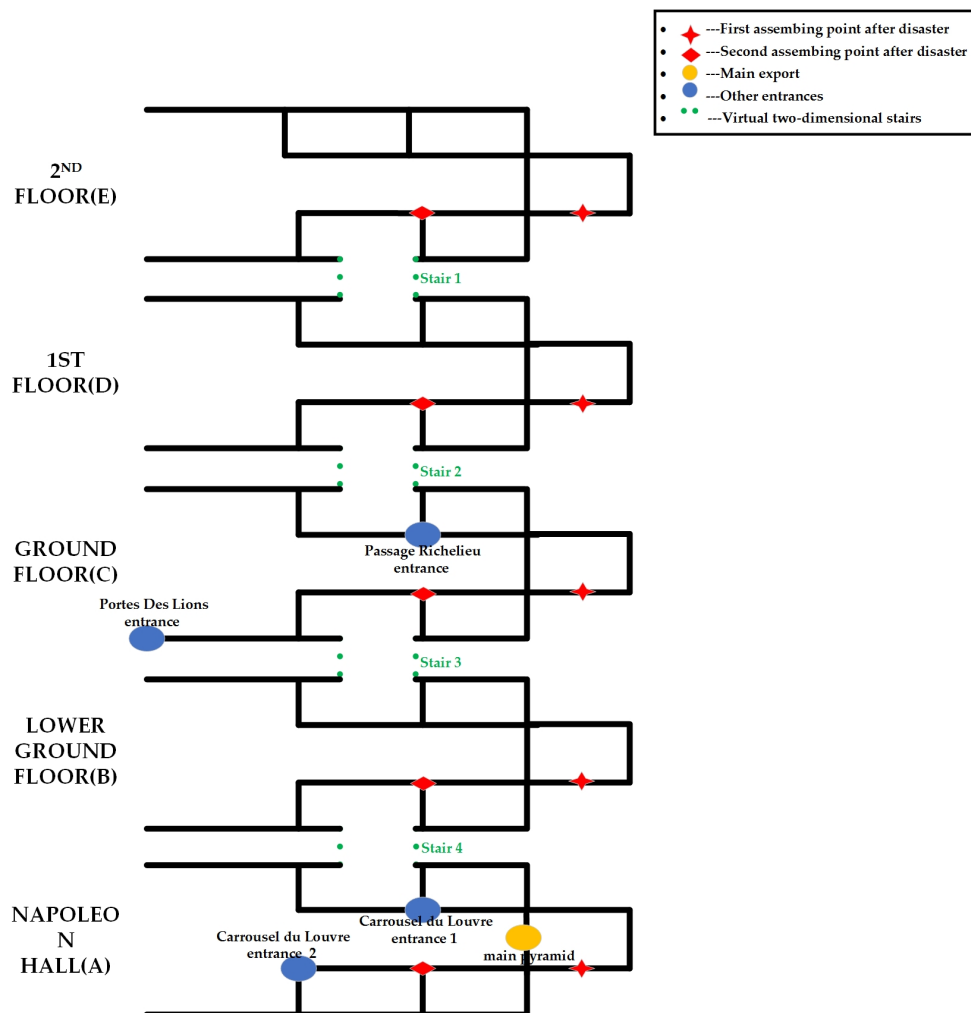 ---First assembing point after disaster
---Second assembing point after disaster
---Main export
---Other entrances
---Virtual two-dimensional stairs
2ND
FLOOR(E)
Stair 1
1ST
FLOOR(D)
Stair 2
GROUND
FLOOR(C)
Passage Richelieu
entrance
Portes Des Lions
entrance
Stair 3
LOWER
GROUND
FLOOR(B)
Stair 4
NAPOLEO
N
HALL(A)
Carrousel du Louvre
entrance 1
Carrousel du Louvre
entrance 2
main pyramid